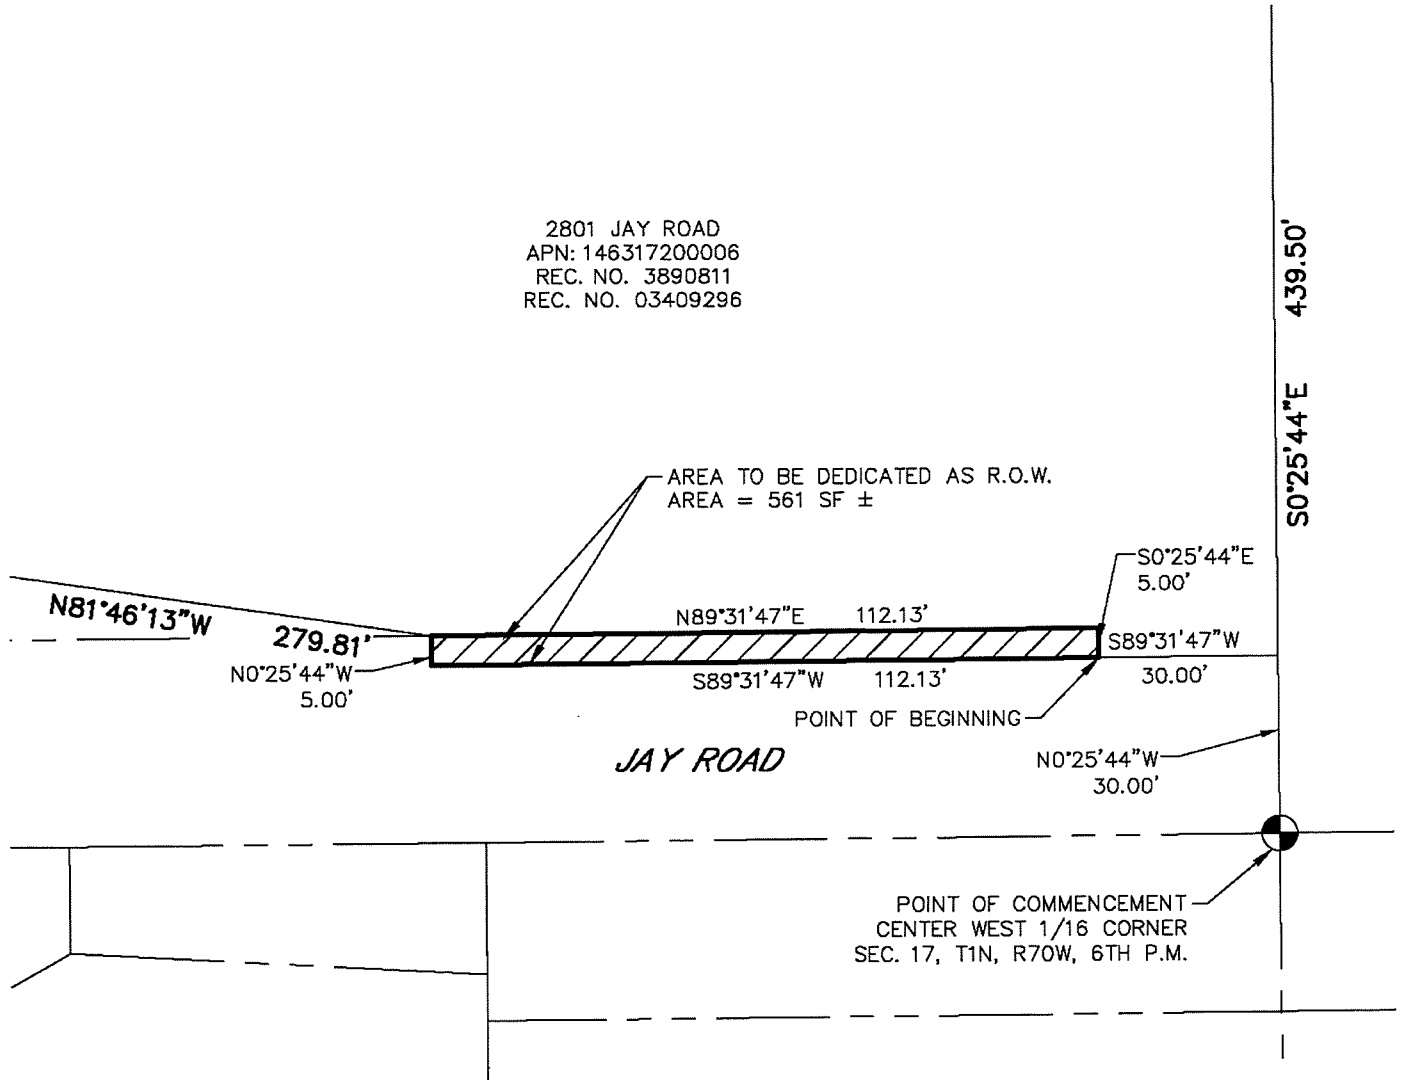 2801 JAY ROAD
APN: 146317200006
REC. NO. 3890811
REC. NO. 03409296
S0°25'44"E 439.50'
AREA TO BE DEDICATED AS R.O.W.
AREA = 561 SF ±
S0°25'44"E
5.00'
N81°46'13"W
279.81'
N89°31'47"E 112.13'
S89°31'47"W
30.00'
N0°25'44"W
5.00'
S89°31'47"W 112.13'
POINT OF BEGINNING
JAY ROAD
N0°25'44"W
30.00'
POINT OF COMMENCEMENT
CENTER WEST 1/16 CORNER
SEC. 17, T1N, R70W, 6TH P.M.